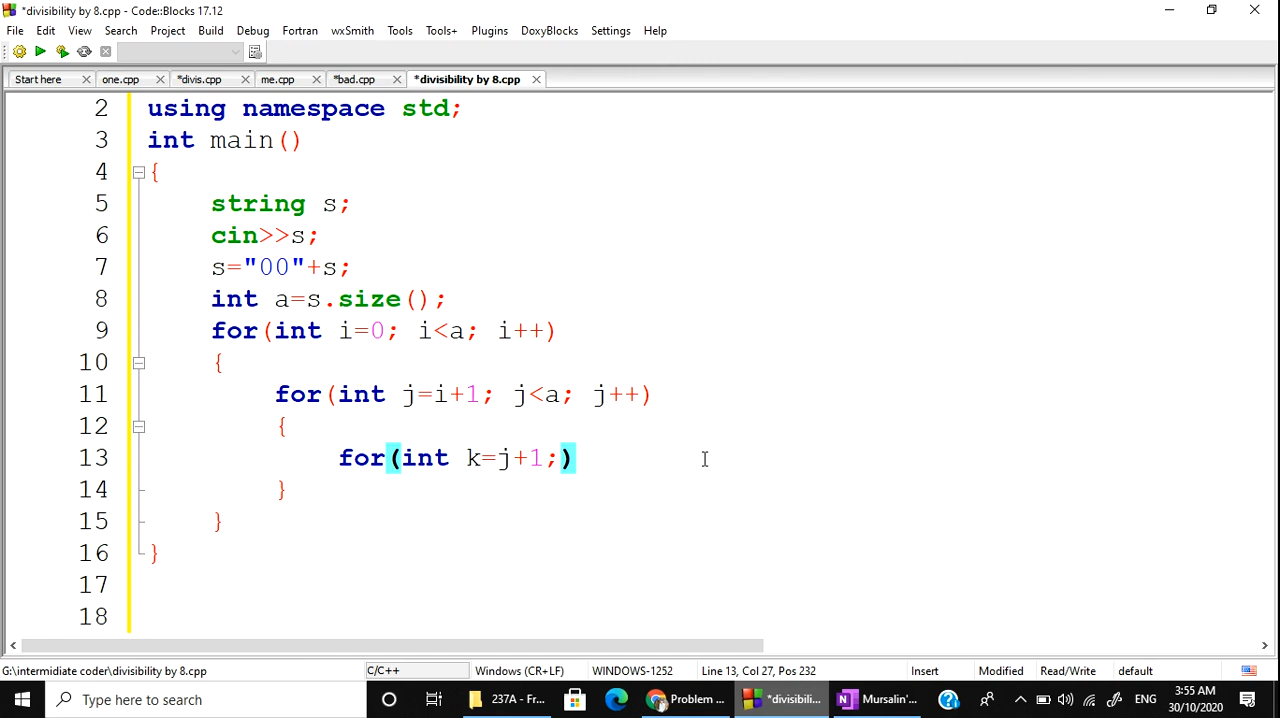 *divisibility by 8.cpp - Code::Blocks 17.12
File Edit View Search Project Build Debug Fortran wxSmith Tools Tools+ Plugins DoxyBlocks Settings Help
Start here one.cpp *divis.cpp me.cpp *bad.cpp *divisibility by 8.cpp
2 using namespace std;
3 int main()
4 {
5 string s;
6 cin>>s;
7 s="00"+s;
8 int a=s.size();
9 for(int i=0; i<a; i++)
10 {
11 for(int j=i+1; j<a; j++)
12 {
13 for(int k=j+1;)
14 }
15 }
16 }
17
18
G:\intermidiate coder\divisibility by 8.cpp C/C++ Windows (CR+LF) WINDOWS-1252 Line 13, Col 27, Pos 232 Insert Modified Read/Write default
Type here to search 237A - Fr... Problem ... *divisibili... Mursalin'... ENG 3:55 AM
30/10/2020